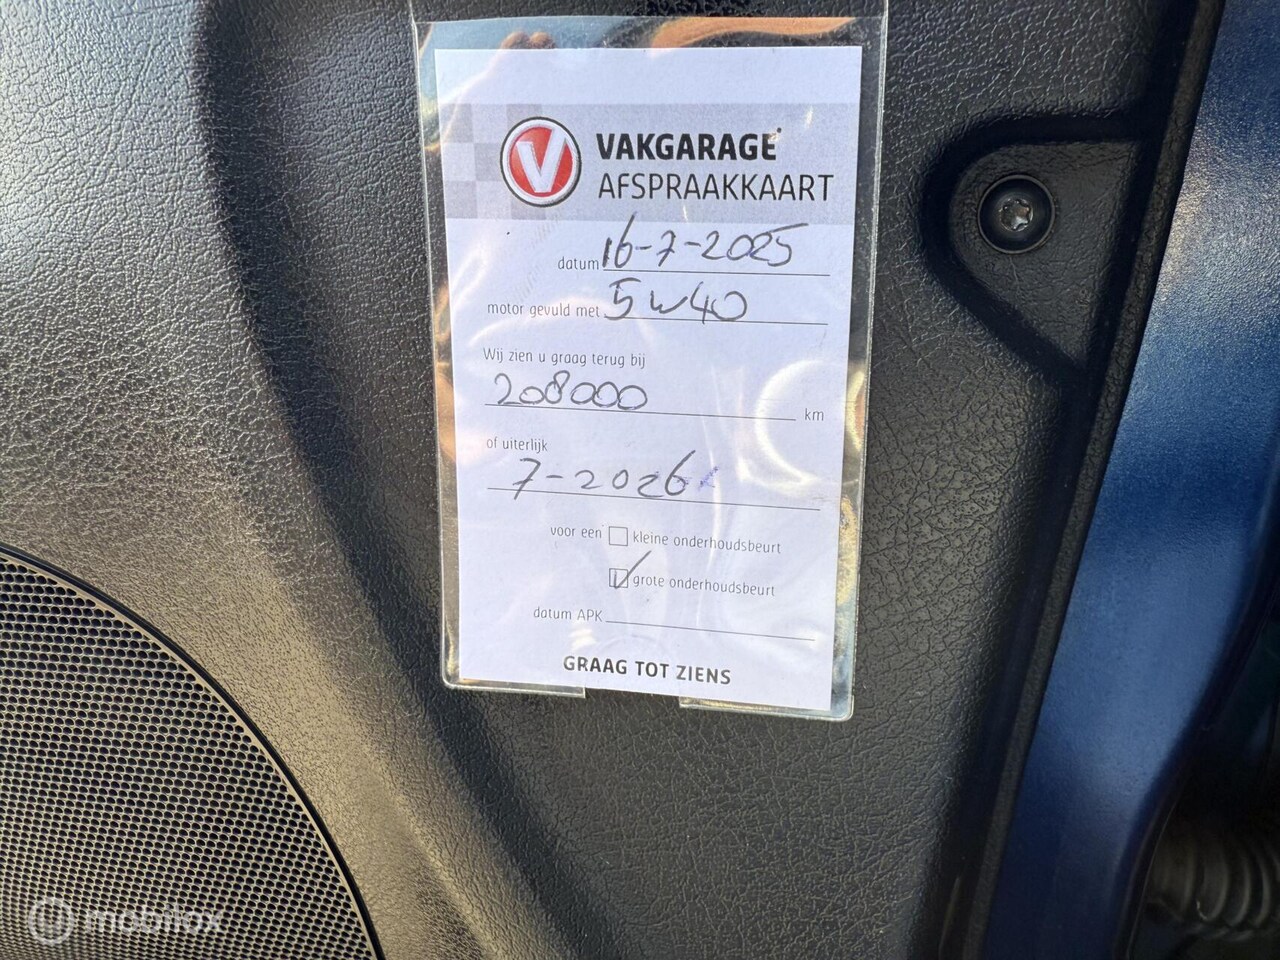 V VAKGARAGE
AFSPRAAKKAART
datum 16-7-2025
motor gevuld met 5w40
Wij zien u graag terug bij
208000 km
of uiterlijk
7-2026
voor een kleine onderhoudsbeurt
grote onderhoudsbeurt
datum APK
GRAAG TOT ZIENS
mobilox